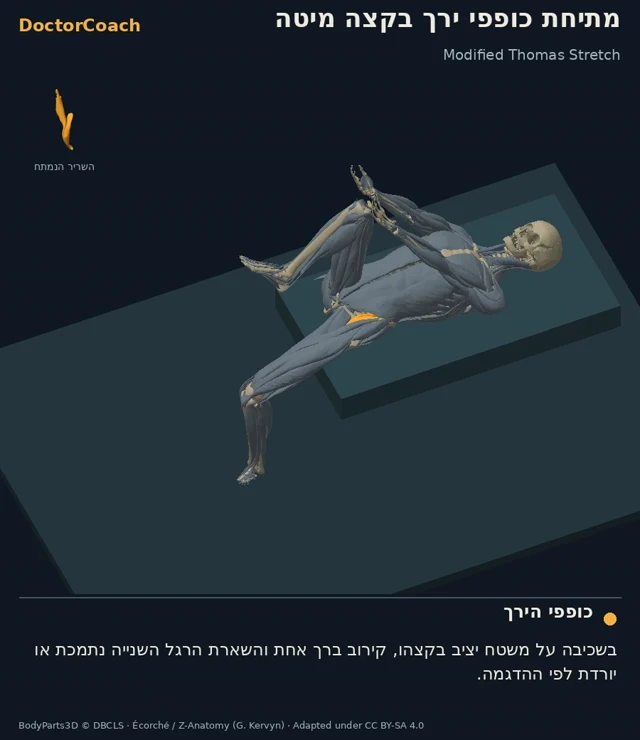 מתיחת כופפי ירך בקצה מיטה
DoctorCoach
Modified Thomas Stretch
השריר הנמתח
כופפי הירך
בשכיבה על משטח יציב בקצהו, קירוב ברך אחת והשארת הרגל השנייה נתמכת או
יורדת לפי ההדגמה.
BodyParts3D © DBCLS · Écorché / Z-Anatomy (G. Kervyn) · Adapted under CC BY-SA 4.0